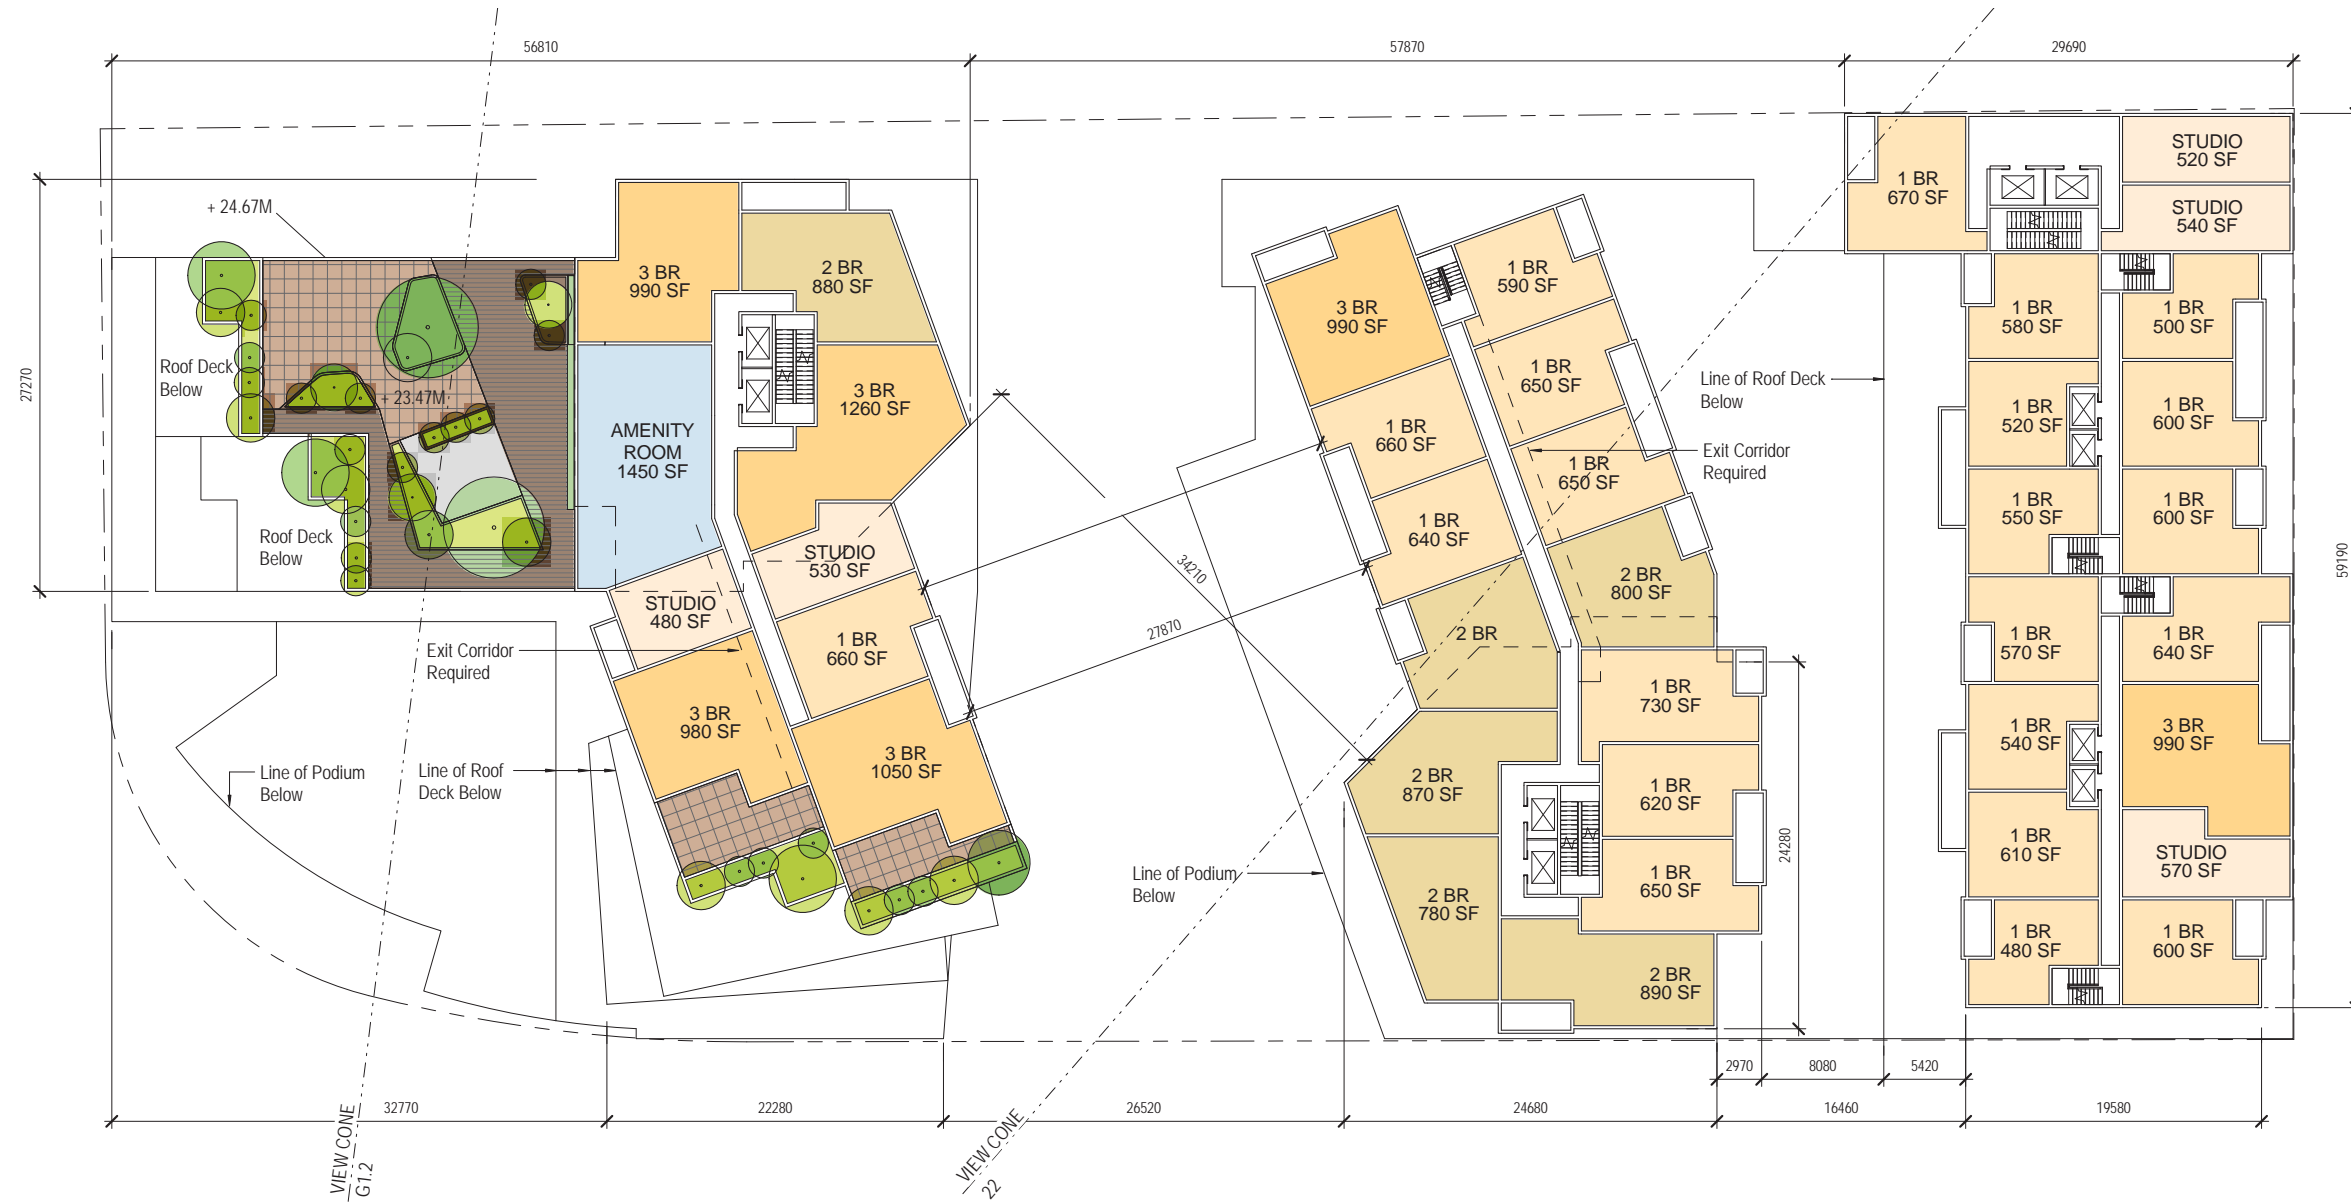 56810
57870
29690
27270
59190
+ 24.67M
+ 23.47M
Roof Deck
Below
Roof Deck
Below
3 BR
990 SF
2 BR
880 SF
3 BR
1260 SF
AMENITY
ROOM
1450 SF
STUDIO
530 SF
STUDIO
480 SF
1 BR
660 SF
3 BR
980 SF
3 BR
1050 SF
Exit Corridor
Required
Line of Podium
Below
Line of Roof
Deck Below
34210
27870
3 BR
990 SF
1 BR
590 SF
1 BR
650 SF
1 BR
660 SF
1 BR
650 SF
1 BR
640 SF
2 BR
800 SF
2 BR
1 BR
730 SF
2 BR
870 SF
1 BR
620 SF
2 BR
780 SF
1 BR
650 SF
2 BR
890 SF
Line of Roof Deck
Below
Exit Corridor
Required
Line of Podium
Below
24280
1 BR
670 SF
STUDIO
520 SF
STUDIO
540 SF
1 BR
580 SF
1 BR
500 SF
1 BR
520 SF
1 BR
600 SF
1 BR
550 SF
1 BR
600 SF
1 BR
570 SF
1 BR
640 SF
1 BR
540 SF
3 BR
990 SF
1 BR
610 SF
STUDIO
570 SF
1 BR
480 SF
1 BR
600 SF
2970
8080
5420
32770
22280
26520
24680
16460
19580
VIEW CONE
G1.2
VIEW CONE
22